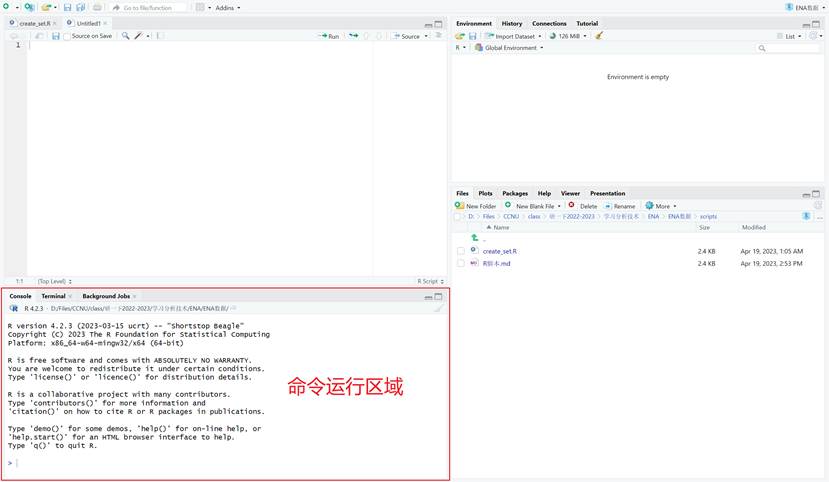 Go to file/function
Addins
ENA数据
create_set.R
Untitled1
Source on Save
Run
Source
1
1:1 (Top Level)
R Script
Console Terminal Background Jobs
R 4.2.3 · D:/Files/CCNU/class/研一下2022-2023/学习分析技术/ENA/ENA数据/
R version 4.2.3 (2023-03-15 ucrt) -- "Shortstop Beagle"
Copyright (C) 2023 The R Foundation for Statistical Computing
Platform: x86_64-w64-mingw32/x64 (64-bit)
R is free software and comes with ABSOLUTELY NO WARRANTY.
You are welcome to redistribute it under certain conditions.
Type 'license()' or 'licence()' for distribution details.
R is a collaborative project with many contributors.
Type 'contributors()' for more information and
'citation()' on how to cite R or R packages in publications.
Type 'demo()' for some demos, 'help()' for on-line help, or
'help.start()' for an HTML browser interface to help.
Type 'q()' to quit R.
>
命令运行区域
Environment History Connections Tutorial
Import Dataset 126 MiB List
R Global Environment
Environment is empty
Files Plots Packages Help Viewer Presentation
New Folder New Blank File Delete Rename More
D: Files CCNU class 研一下2022-2023 学习分析技术 ENA ENA数据 scripts
Name Size Modified
..
create_set.R 2.4 KB Apr 19, 2023, 1:05 AM
R脚本.md 2.4 KB Apr 19, 2023, 2:53 PM